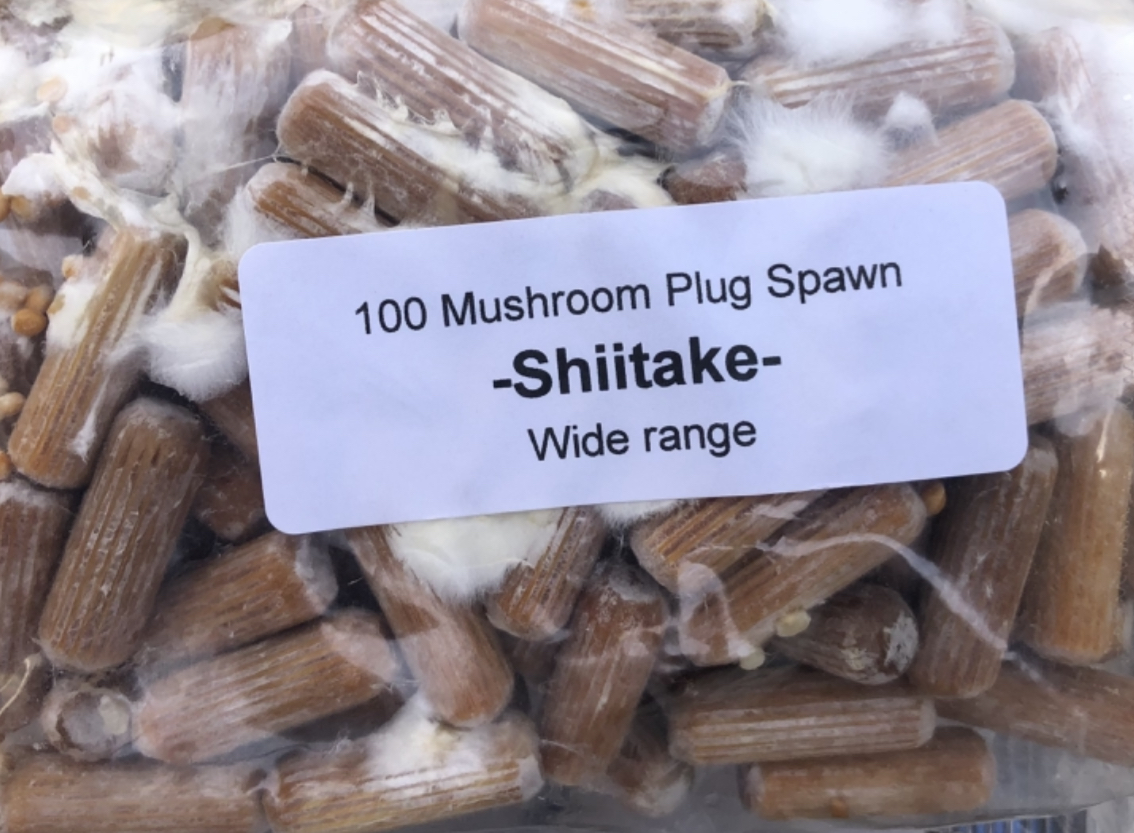 100 Mushroom Plug Spawn
-Shiitake-
Wide range